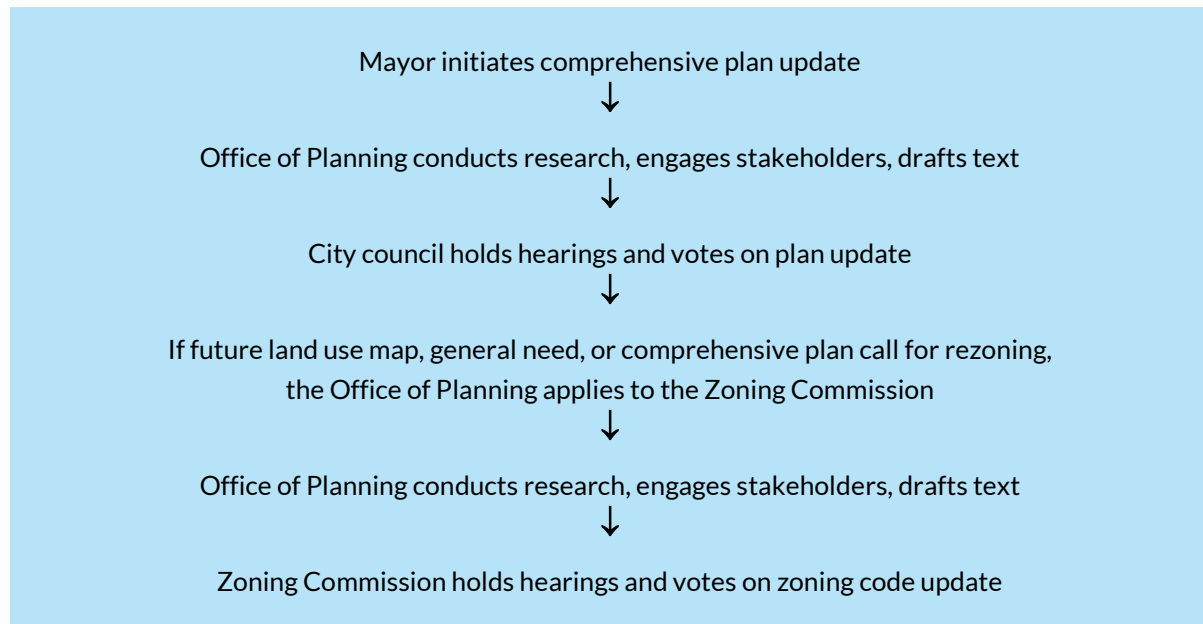 Mayor initiates comprehensive plan update
↓
Office of Planning conducts research, engages stakeholders, drafts text
↓
City council holds hearings and votes on plan update
↓
If future land use map, general need, or comprehensive plan call for rezoning,
the Office of Planning applies to the Zoning Commission
↓
Office of Planning conducts research, engages stakeholders, drafts text
↓
Zoning Commission holds hearings and votes on zoning code update